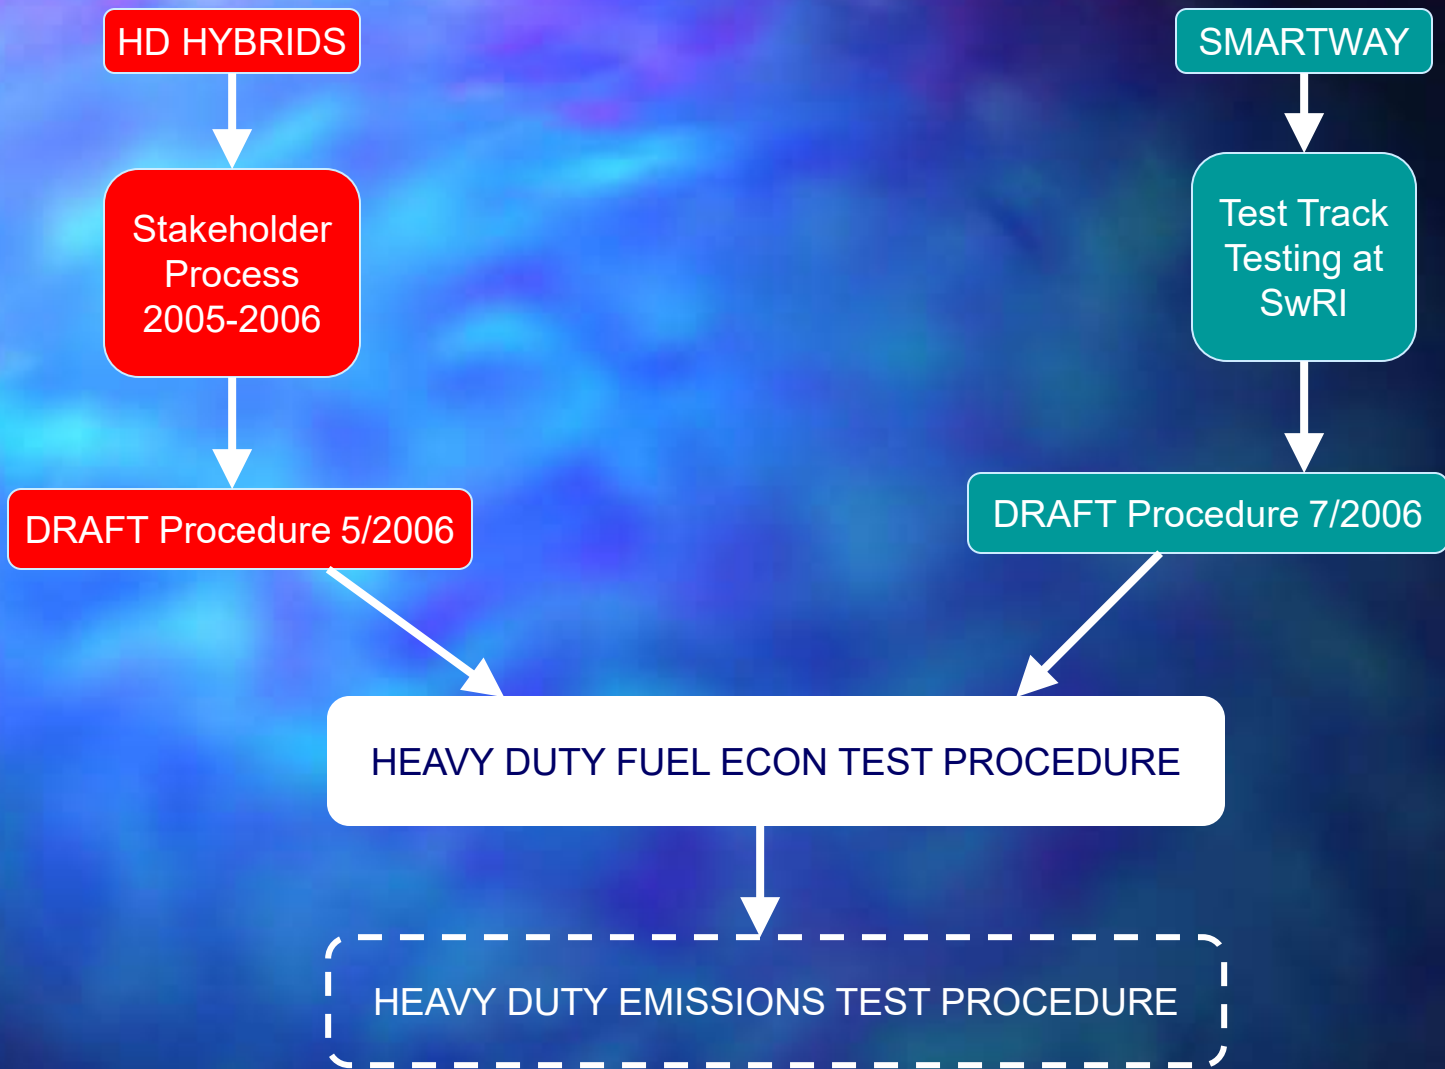 HD HYBRIDS
SMARTWAY
Stakeholder
Process
2005-2006
Test Track
Testing at
SwRI
DRAFT Procedure 5/2006
DRAFT Procedure 7/2006
HEAVY DUTY FUEL ECON TEST PROCEDURE
HEAVY DUTY EMISSIONS TEST PROCEDURE